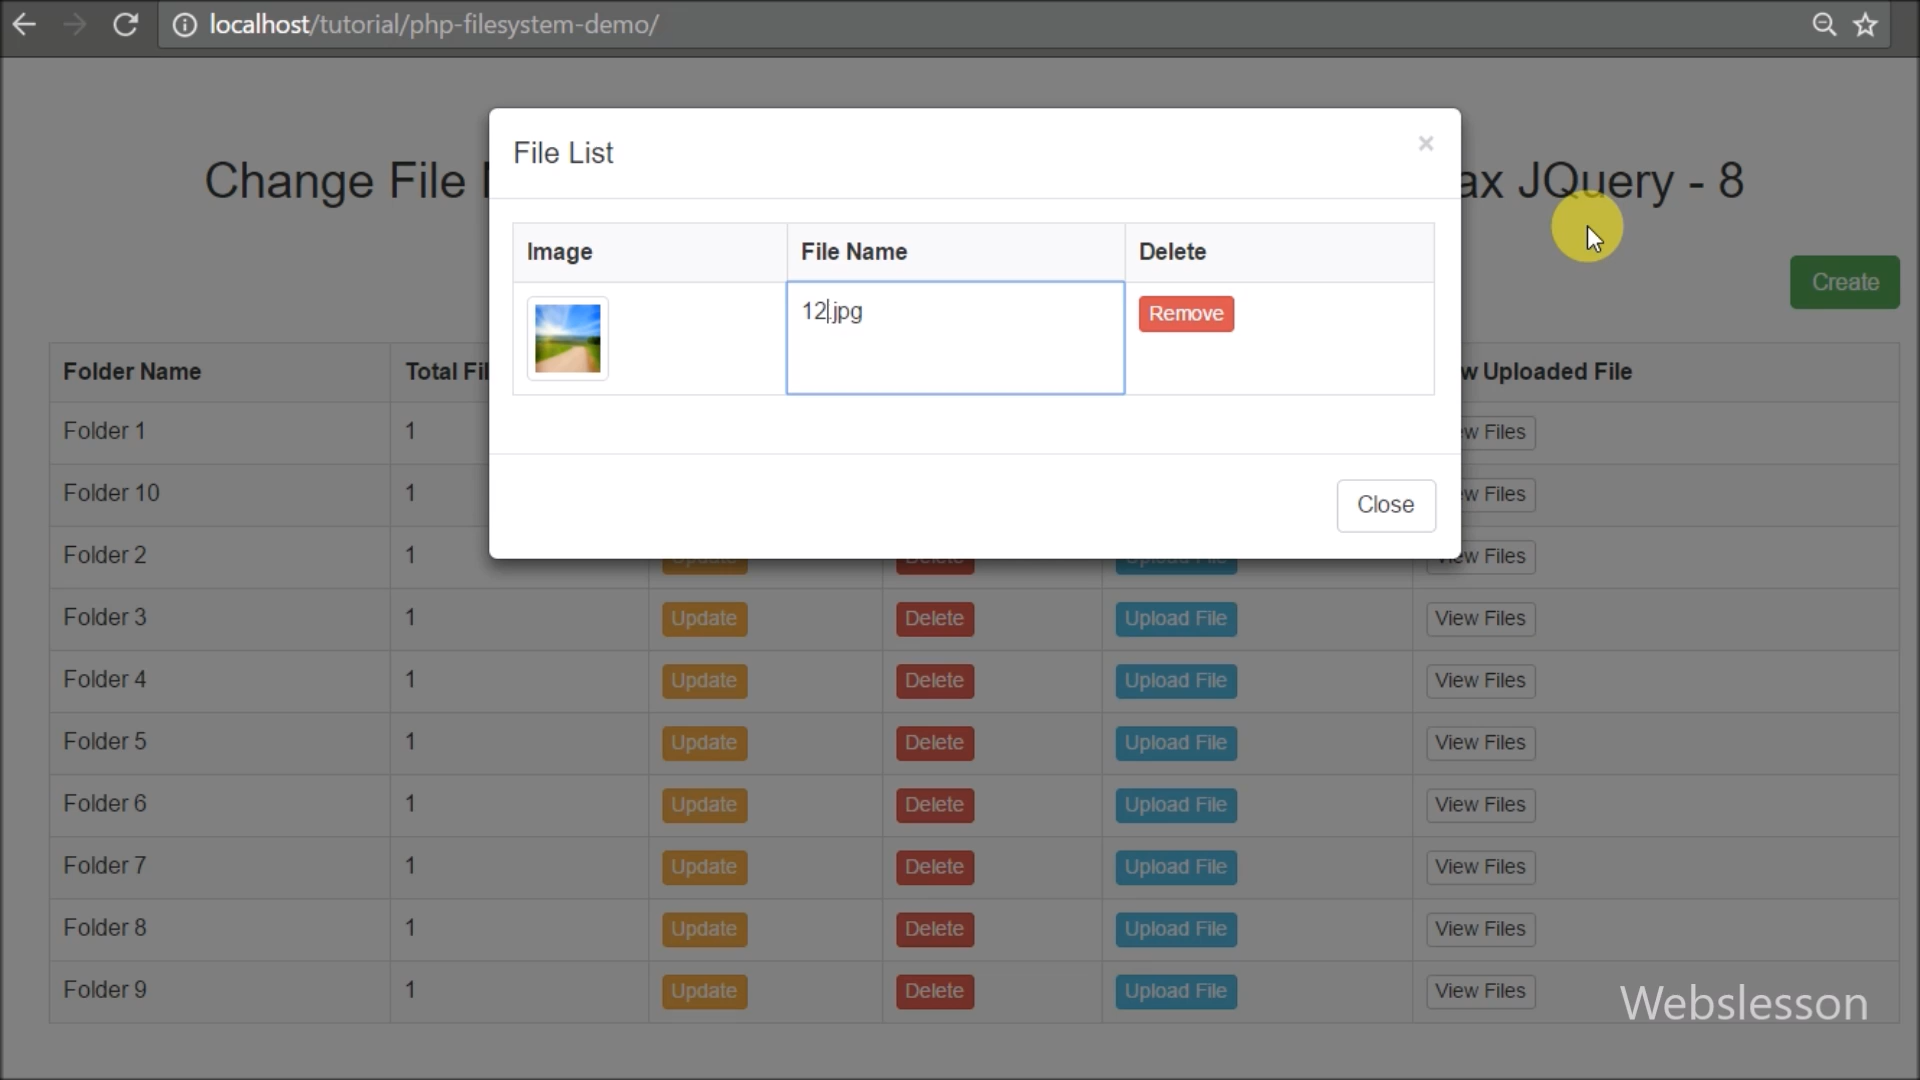 localhost/tutorial/php-filesystem-demo/
File List
×
Change File
ax JQuery - 8
Image File Name Delete
12.jpg Remove
Create
Close
Folder Name Total Fil w Uploaded File
Folder 1 1 w Files
Folder 10 1 w Files
Folder 2 1 Update Delete Upload File View Files
Folder 3 1 Update Delete Upload File View Files
Folder 4 1 Update Delete Upload File View Files
Folder 5 1 Update Delete Upload File View Files
Folder 6 1 Update Delete Upload File View Files
Folder 7 1 Update Delete Upload File View Files
Folder 8 1 Update Delete Upload File View Files
Folder 9 1 Update Delete Upload File View Files
Webslesson